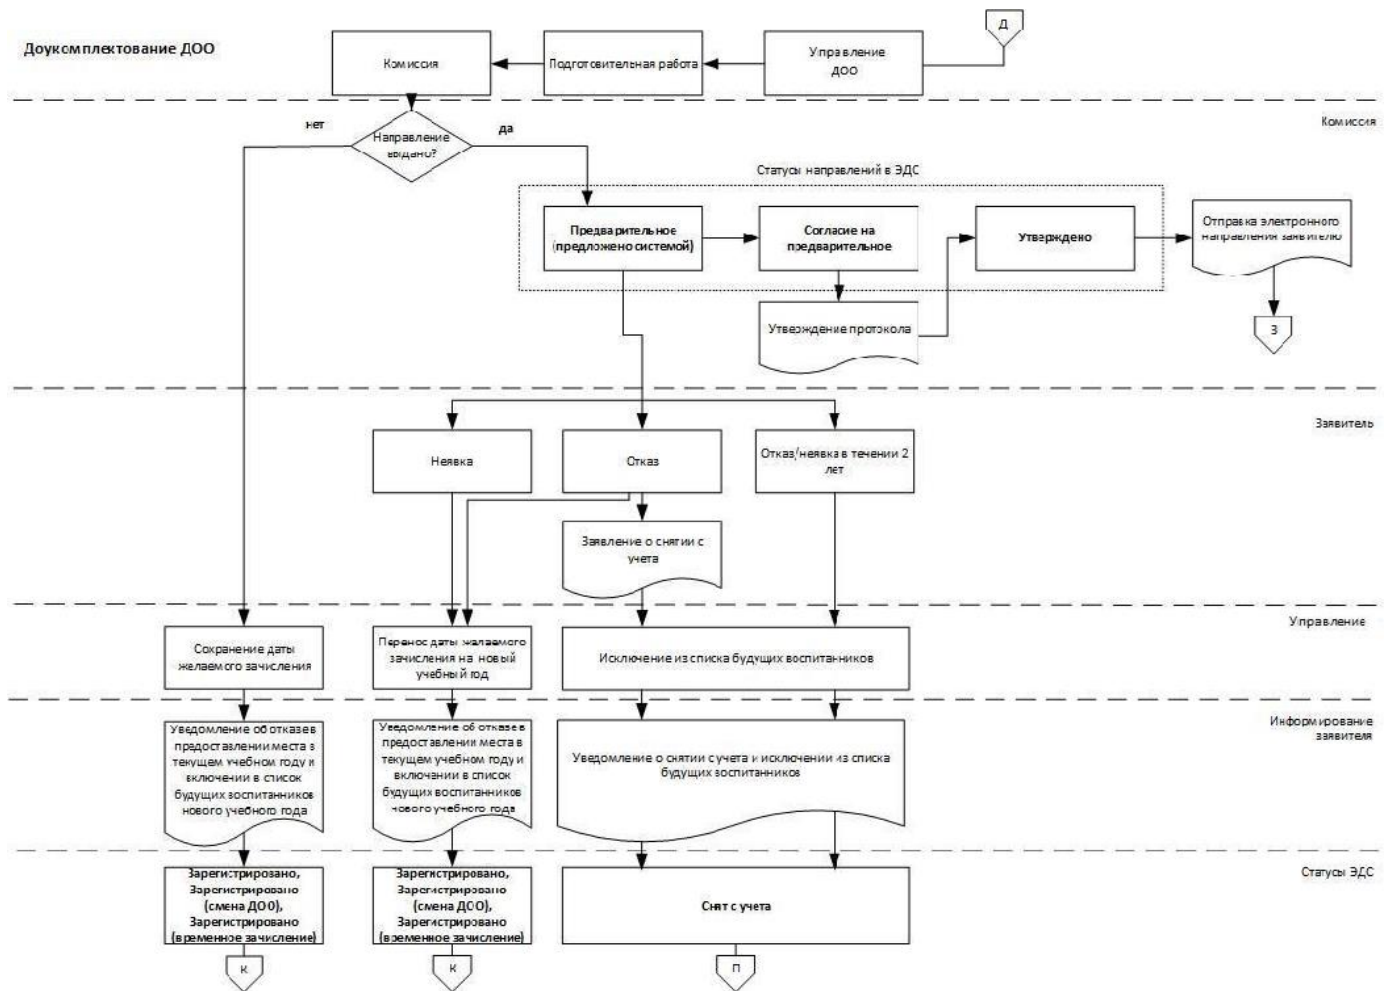 Доукомплектование ДОО
Комиссия
Подготовительная работа
Управление
ДОО
Д
Комиссия
нет
да
Направление
выдано?
Статусы направлений в ЭДС
Предварительное
(предложено системой)
Согласие на
предварительное
Утверждено
Отправка электронного
направления заявителю
Утверждение протокола
З
Заявитель
Неявка
Отказ
Отказ/неявка в течении 2
лет
Заявление о снятии с
учета
Управление
Сохранение даты
желаемого зачисления
Перенос даты желаемого
зачисления на новый
учебный год
Исключение из списка будущих воспитанников
Информирование
заявителя
Уведомление об отказе в
предоставлении места в
текущем учебном году и
включении в список
будущих воспитанников
нового учебного года
Уведомление об отказе в
предоставлении места в
текущем учебном году и
включении в список
будущих воспитанников
нового учебного года
Уведомление о снятии с учета и исключении из списка
будущих воспитанников
Статусы ЭДС
Зарегистрировано,
Зарегистрировано
(смена ДОО),
Зарегистрировано
(временное зачисление)
Зарегистрировано,
Зарегистрировано
(смена ДОО),
Зарегистрировано
(временное зачисление)
Снят с учета
К
К
П